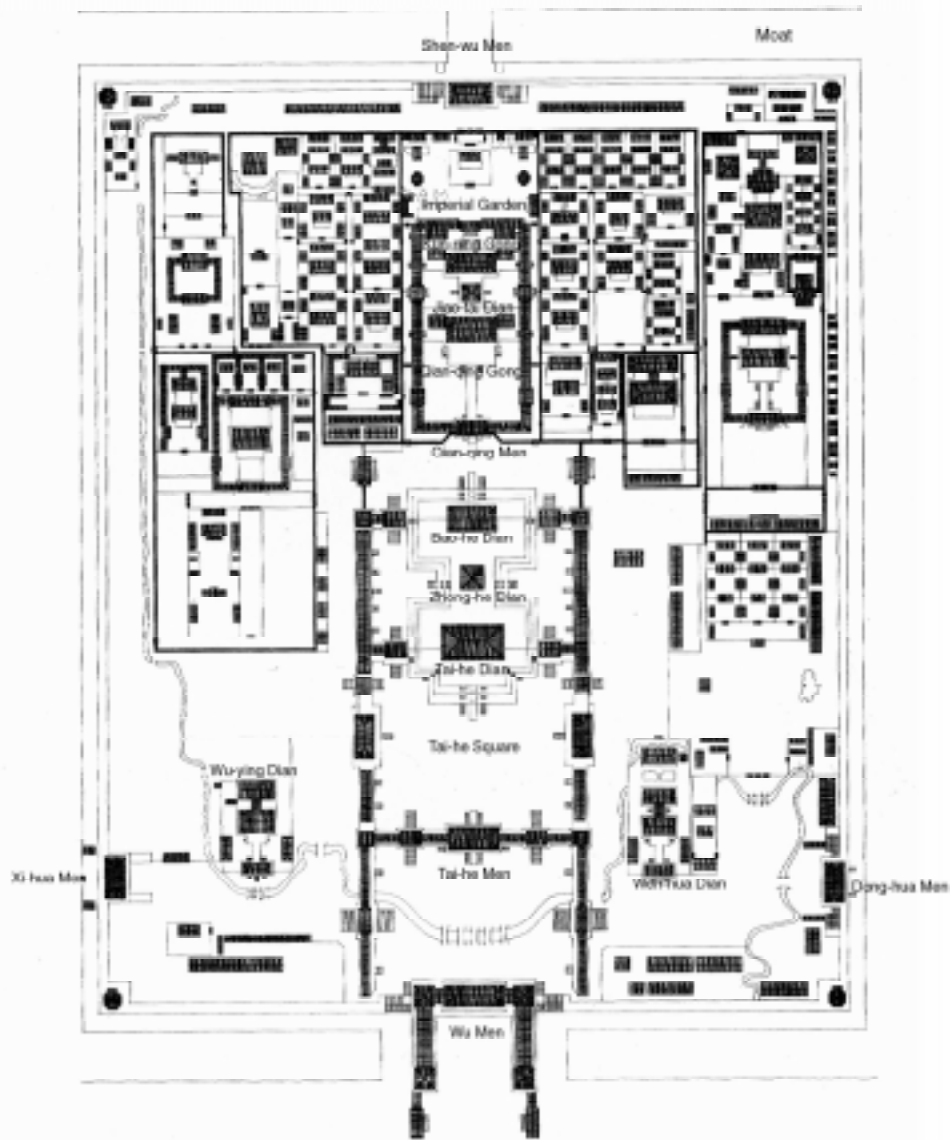 Moat
Shen-wu Men
Imperial Garden
Jiao-tai Dian
Qian-qing Gong
Qian-qing Men
Bao-he Dian
Zhong-he Dian
Tai-he Dian
Tai-he Square
Wu-ying Dian
Tai-he Men
Xi-hua Men
Wen-hua Dian
Dong-hua Men
Wu Men